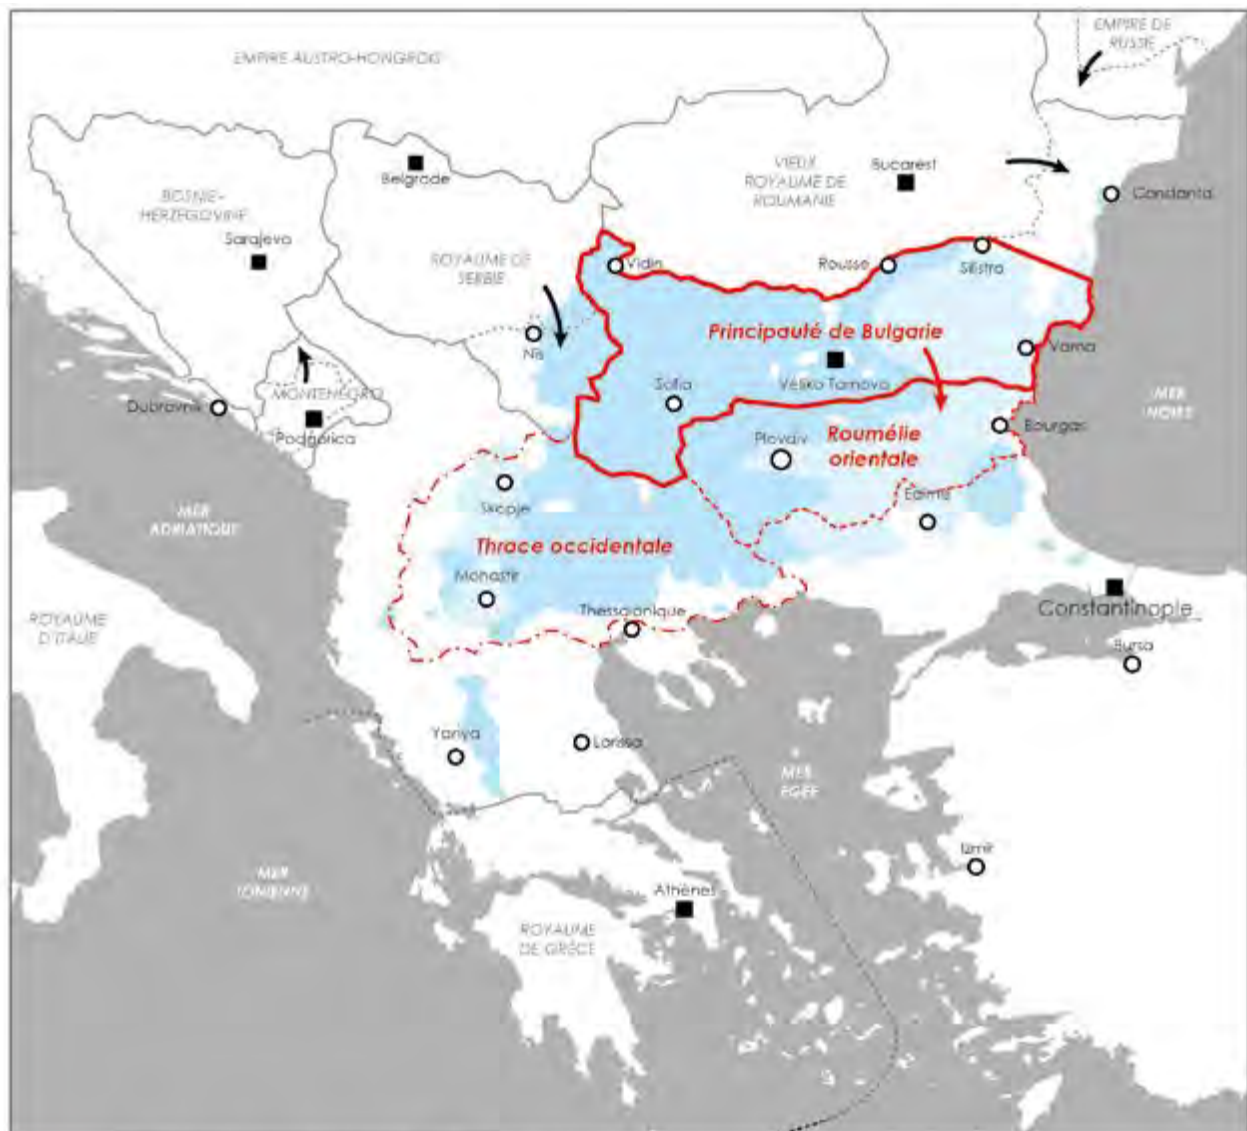 EMPIRE DE
RUSSIE
EMPIRE AUSTRO-HONGROIS
Belgrade
VIEUX
ROYAUME DE
ROUMANIE
Bucarest
Constanta
BOSNIE-
HERZEGOVINE
Sarajevo
ROYAUME DE
SERBIE
Vidin
Rousse
Silistra
Principauté de Bulgarie
Nis
Varna
Sofia
Véliko Tarnovo
MONTENEGRO
Dubrovnik
Podgorica
MER
NOIRE
Plovdiv
Roumélie
orientale
Bourgas
Skopje
Edirne
MER
ADRIATIQUE
Thrace occidentale
Monastir
Thessalonique
Constantinople
ROYAUME
D'ITALIE
Bursa
Yanya
Larissa
MER
EGEE
Izmir
MER
IONIENNE
Athènes
ROYAUME
DE GRÈCE